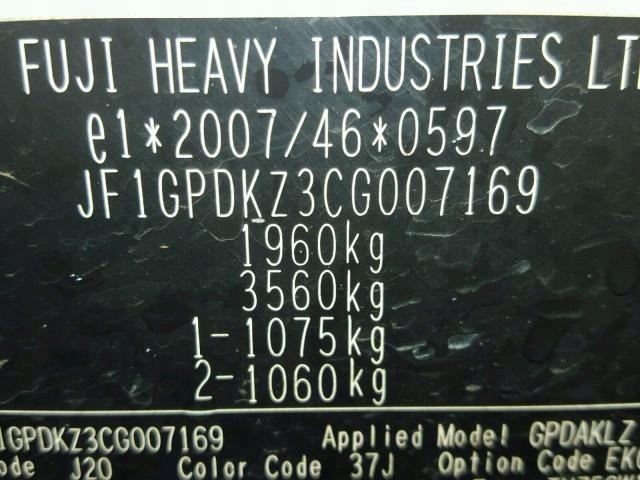 FUJI HEAVY INDUSTRIES LT
e1*2007/46*0597
JF1GPDKZ3CG007169
1960kg
3560kg
1-1075kg
2-1060kg
1GPDKZ3CG007169 Applied Model GPDAKLZ
ode J20 Color Code 37J Option Code EK